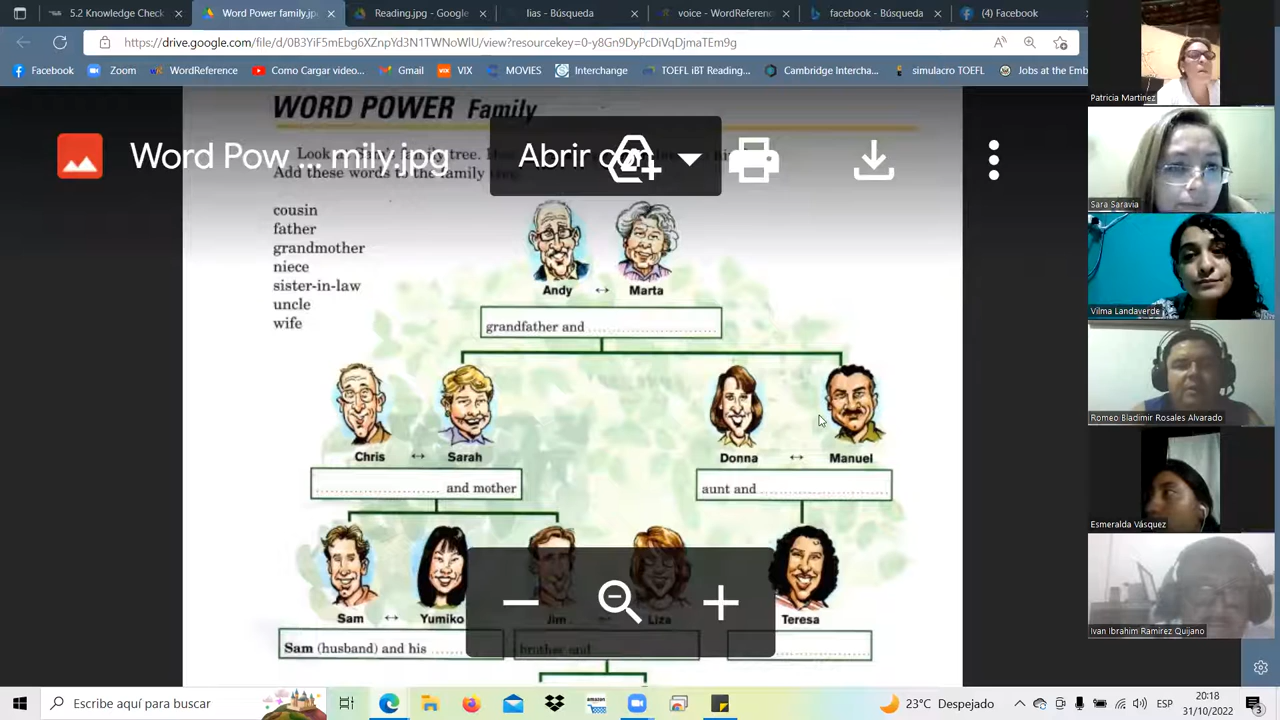 5.2 Knowledge Check
Word Power family.jp
Reading.jpg - Google
lias - Búsqueda
voice - WordReferenc
facebook - Búsqueda
(4) Facebook
https://drive.google.com/file/d/0B3YiF5mEbg6XZnpYd3N1TWNoWlU/view?resourcekey=0-y8Gn9DyPcDiVqDjmaTEm9g
Facebook
Zoom
WordReference
Como Cargar video...
Gmail
VIX
MOVIES
Interchange
TOEFL iBT Reading...
Cambridge Intercha...
simulacro TOEFL
Jobs at the Emb
WORD POWER Family
Word Pow ... mily.jpg
Abrir con
Add these words to the family
cousin
father
grandmother
niece
sister-in-law
uncle
wife
Andy ↔ Marta
grandfather and
Chris ↔ Sarah
Donna ↔ Manuel
and mother
aunt and
Sam ↔ Yumiko
Jim
Liza
Teresa
Sam (husband) and his
brother and
Patricia Martinez
Sara Saravia
Vilma Landaverde
Romeo Bladimir Rosales Alvarado
Esmeralda Vásquez
Ivan Ibrahim Ramirez Quijano
Escribe aquí para buscar
23°C Despejado
ESP
20:18
31/10/2022
3